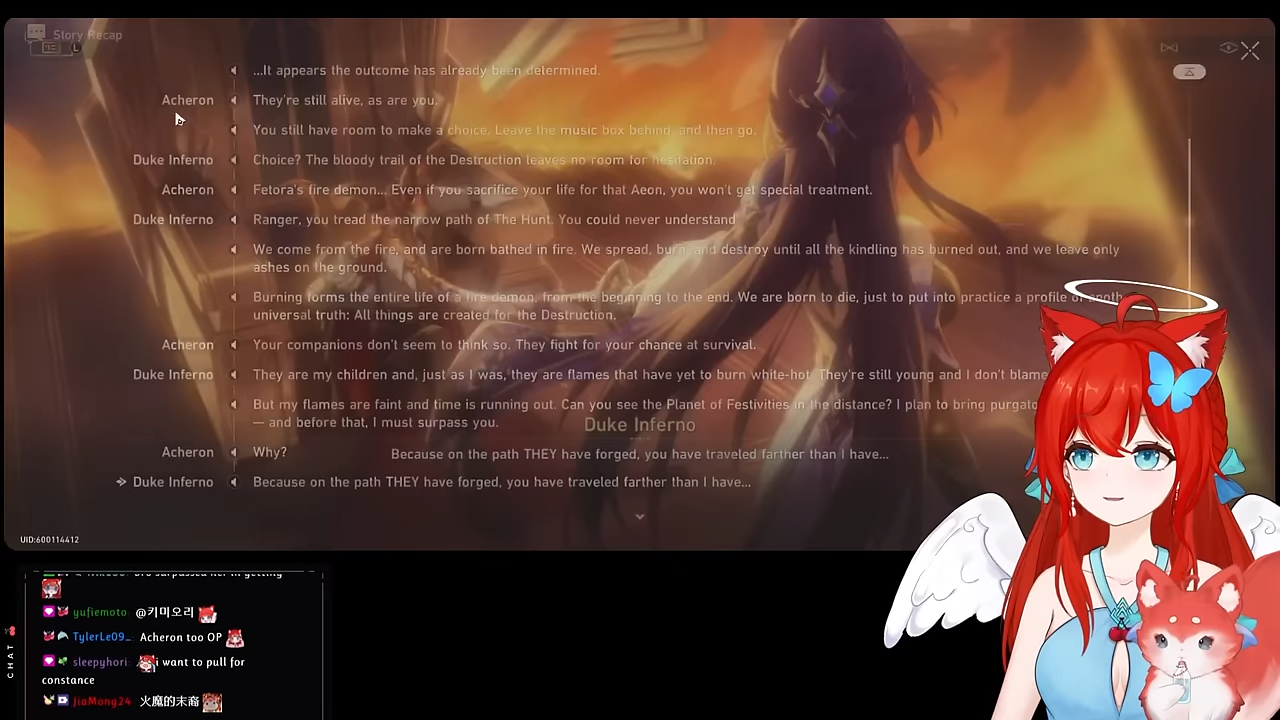 Story Recap
...It appears the outcome has already been determined.
Acheron They're still alive, as are you.
You still have room to make a choice. Leave the music box behind, and then go.
Duke Inferno Choice? The bloody trail of the Destruction leaves no room for hesitation.
Acheron Fetora's fire demon... Even if you sacrifice your life for that Aeon, you won't get special treatment.
Duke Inferno Ranger, you tread the narrow path of The Hunt. You could never understand
We come from the fire, and are born bathed in fire. We spread, burn, and destroy until all the kindling has burned out, and we leave only
ashes on the ground.
Burning forms the entire life of a fire demon, from the beginning to the end. We are born to die, just to put into practice a profile of
universal truth: All things are created for the Destruction.
Acheron Your companions don't seem to think so. They fight for your chance at survival.
Duke Inferno They are my children and, just as I was, they are flames that have yet to burn white-hot. They're still young and I don't blame
But my flames are faint and time is running out. Can you see the Planet of Festivities in the distance? I plan to bring
— and before that, I must surpass you.
Duke Inferno
Acheron Why?
Because on the path THEY have forged, you have traveled farther than I have...
Duke Inferno Because on the path THEY have forged, you have traveled farther than I have...
UID:600114412
surpassed her in getting
yufiemoto: @키미오리
TylerLe09_: Acheron too OP
sleepyhori: i want to pull for
constance
JiaMong24 火魔的末裔
CHAT